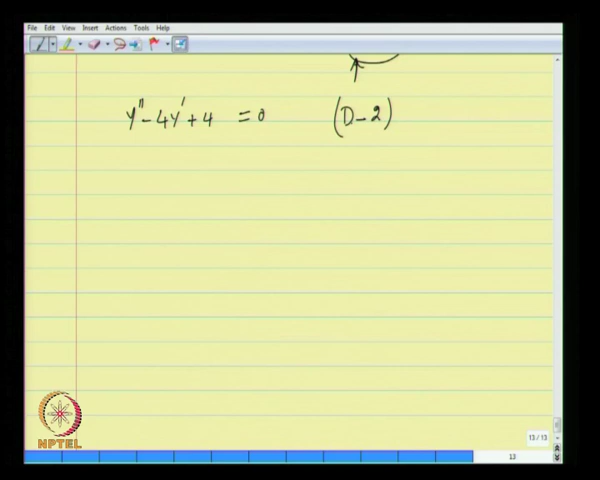 File Edit View Insert Actions Tools Help
y'' - 4y' + 4 = 0 (D - 2)
13 / 13
NPTEL
13